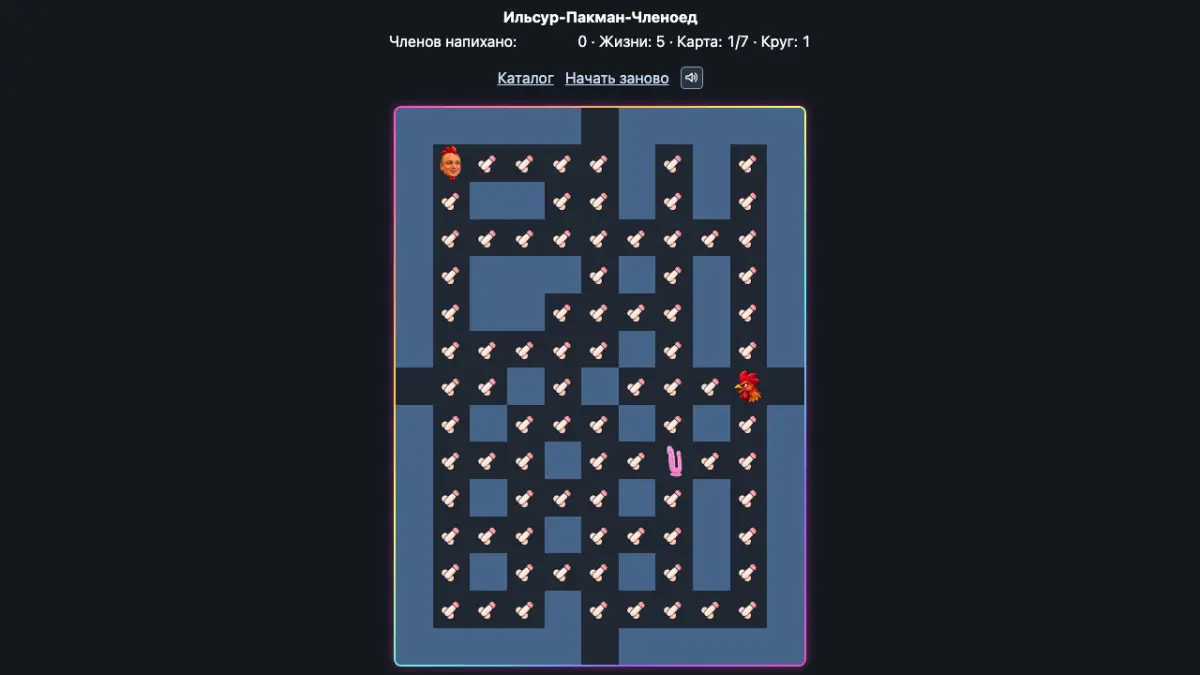 Ильсур-Пакман-Членоед
Членов напихано: 0 · Жизни: 5 · Карта: 1/7 · Круг: 1
Каталог Начать заново